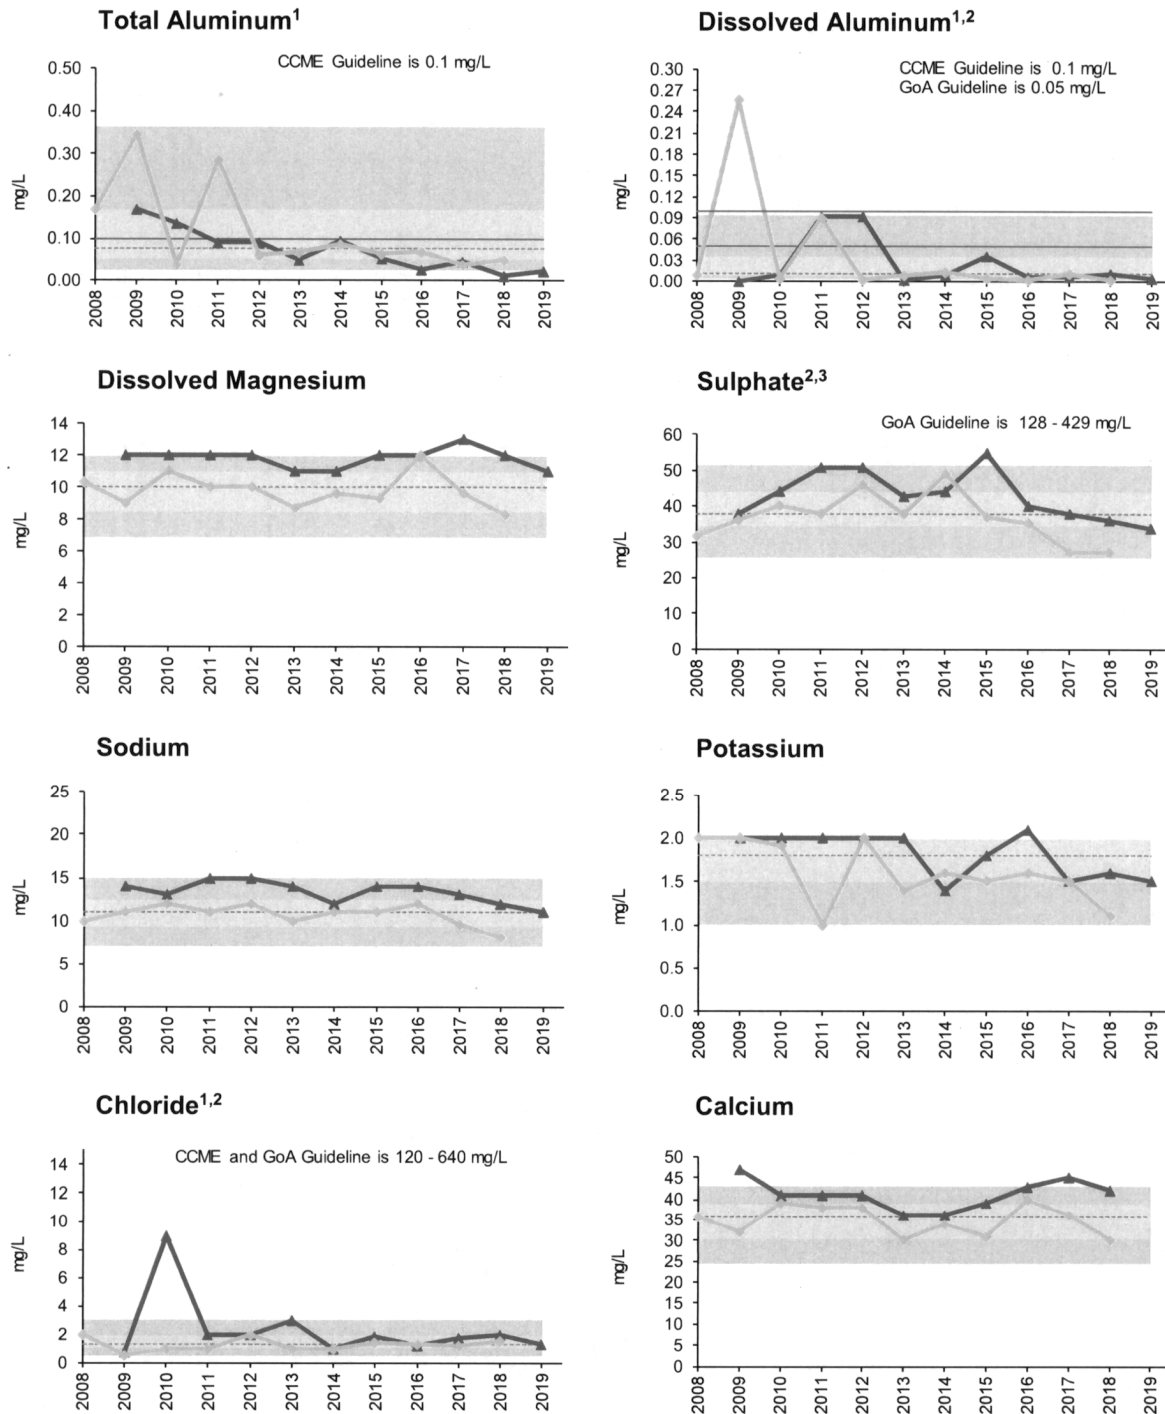 Total Aluminum1
CCME Guideline is 0.1 mg/L
mg/L
0.50
0.40
0.30
0.20
0.10
0.00
2008 2009 2010 2011 2012 2013 2014 2015 2016 2017 2018 2019
Dissolved Aluminum1,2
CCME Guideline is 0.1 mg/L
GoA Guideline is 0.05 mg/L
mg/L
0.30
0.27
0.24
0.21
0.18
0.15
0.12
0.09
0.06
0.03
0.00
2008 2009 2010 2011 2012 2013 2014 2015 2016 2017 2018 2019
Dissolved Magnesium
mg/L
14
12
10
8
6
4
2
0
2008 2009 2010 2011 2012 2013 2014 2015 2016 2017 2018 2019
Sulphate2,3
GoA Guideline is 128 - 429 mg/L
mg/L
60
50
40
30
20
10
0
2008 2009 2010 2011 2012 2013 2014 2015 2016 2017 2018 2019
Sodium
mg/L
25
20
15
10
5
0
2008 2009 2010 2011 2012 2013 2014 2015 2016 2017 2018 2019
Potassium
mg/L
2.5
2.0
1.5
1.0
0.5
0.0
2008 2009 2010 2011 2012 2013 2014 2015 2016 2017 2018 2019
Chloride1,2
CCME and GoA Guideline is 120 - 640 mg/L
mg/L
14
12
10
8
6
4
2
0
2008 2009 2010 2011 2012 2013 2014 2015 2016 2017 2018 2019
Calcium
mg/L
50
45
40
35
30
25
20
15
10
5
0
2008 2009 2010 2011 2012 2013 2014 2015 2016 2017 2018 2019